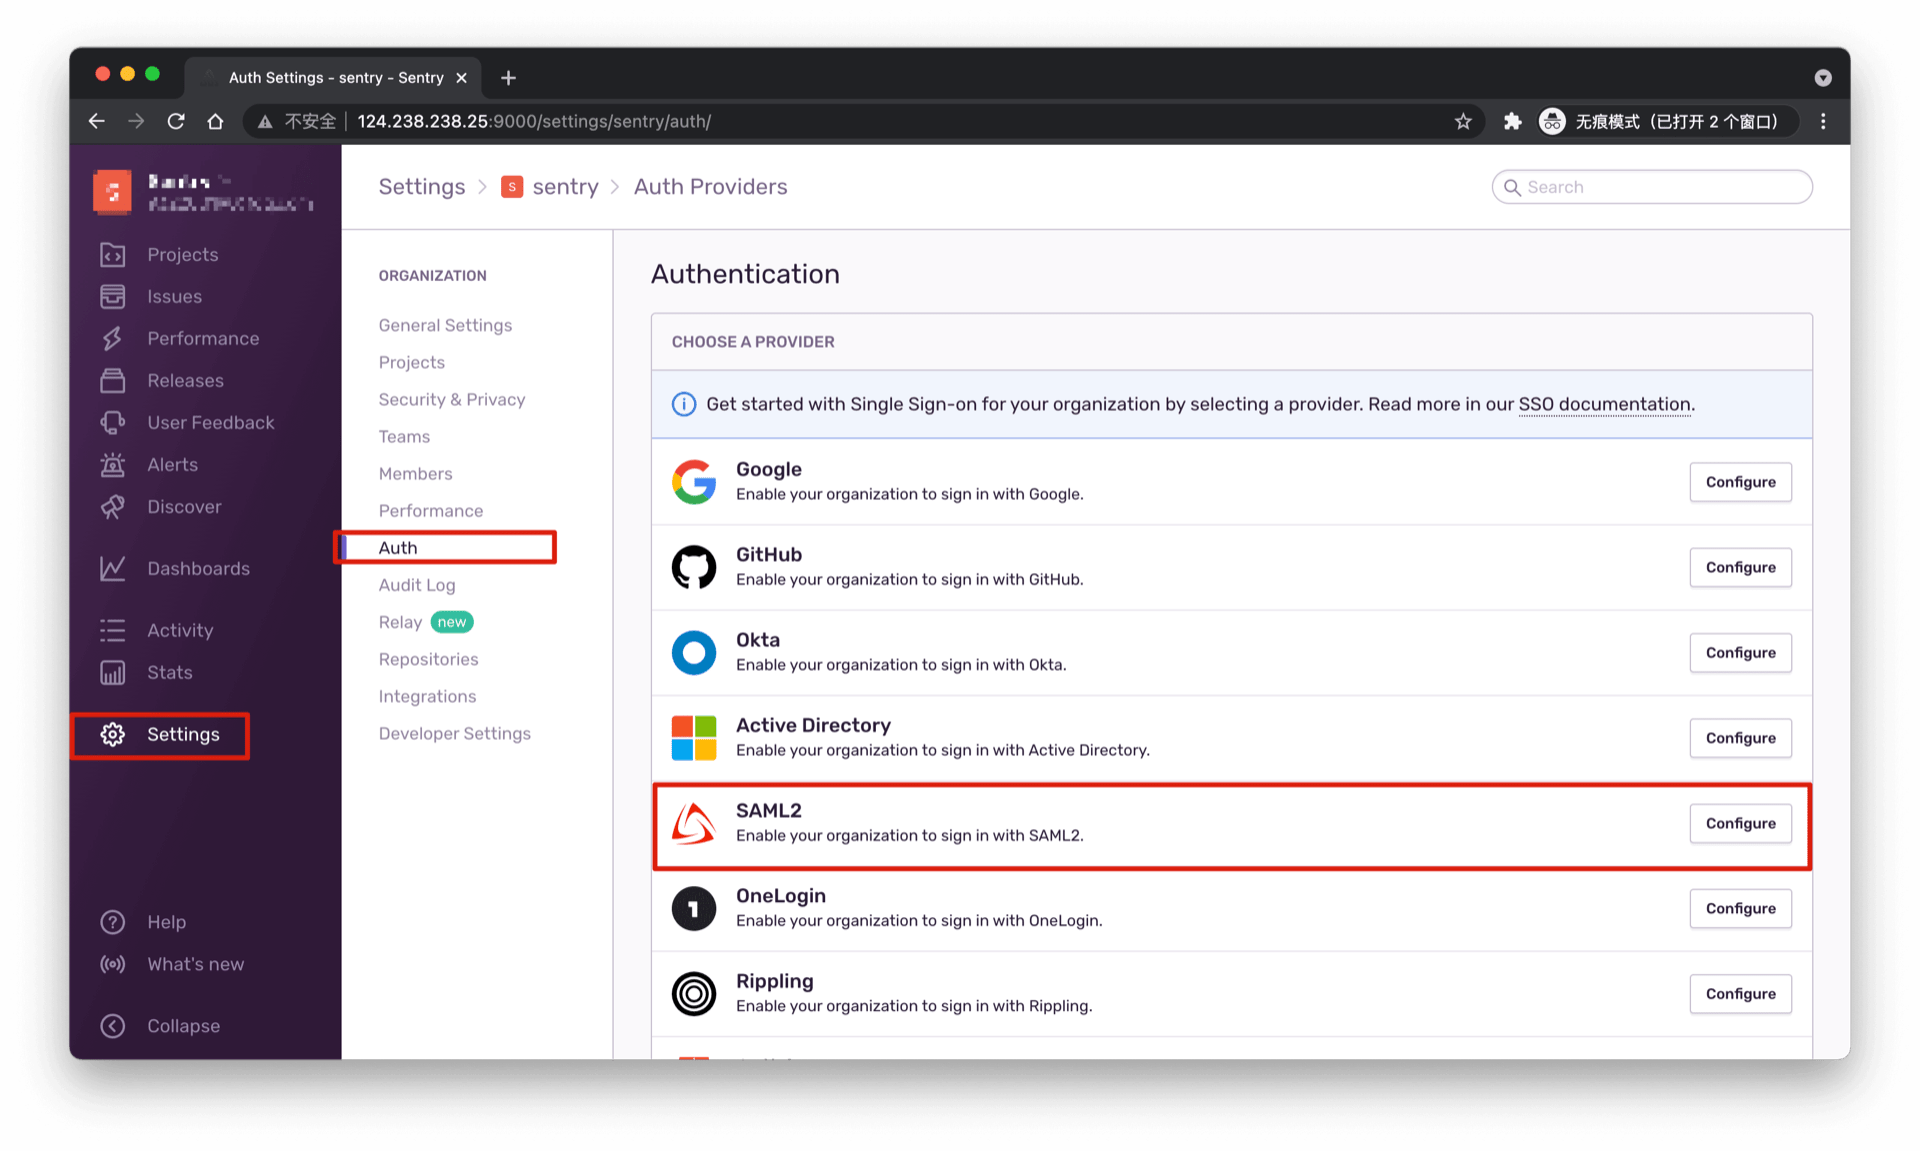 Auth Settings - sentry - Sentry
不安全 124.238.238.25:9000/settings/sentry/auth/
无痕模式（已打开 2 个窗口）
Settings
S sentry
Auth Providers
Search
Projects
Issues
Performance
Releases
User Feedback
Alerts
Discover
Dashboards
Activity
Stats
Settings
Help
What's new
Collapse
ORGANIZATION
General Settings
Projects
Security & Privacy
Teams
Members
Performance
Auth
Audit Log
Relay new
Repositories
Integrations
Developer Settings
Authentication
CHOOSE A PROVIDER
Get started with Single Sign-on for your organization by selecting a provider. Read more in our SSO documentation.
Google
Enable your organization to sign in with Google.
Configure
GitHub
Enable your organization to sign in with GitHub.
Configure
Okta
Enable your organization to sign in with Okta.
Configure
Active Directory
Enable your organization to sign in with Active Directory.
Configure
SAML2
Enable your organization to sign in with SAML2.
Configure
OneLogin
Enable your organization to sign in with OneLogin.
Configure
Rippling
Enable your organization to sign in with Rippling.
Configure